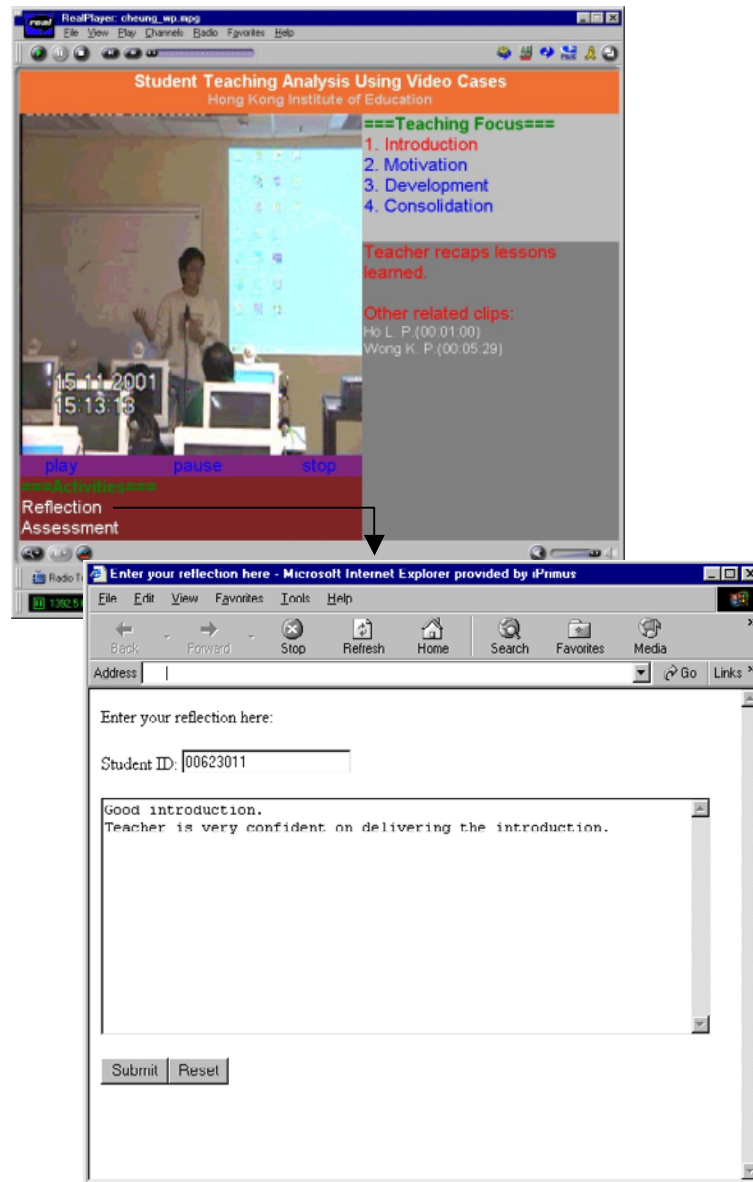 real
RealPlayer: cheung_wp.mpg
File View Play Channels Radio Favorites Help
Student Teaching Analysis Using Video Cases
Hong Kong Institute of Education
===Teaching Focus===
1. Introduction
2. Motivation
3. Development
4. Consolidation
Teacher recaps lessons
learned.
Other related clips:
Ho L. P.(00:01:00)
Wong K. P.(00:05:29)
15 11 2001
15:13:13
play pause stop
===Activities===
Reflection
Assessment
Radio
1392.5
Enter your reflection here - Microsoft Internet Explorer provided by iPrimus
File Edit View Favorites Tools Help
Back Forward Stop Refresh Home Search Favorites Media
Address Go Links
Enter your reflection here:
Student ID: 00623011
Good introduction.
Teacher is very confident on delivering the introduction.
Submit Reset